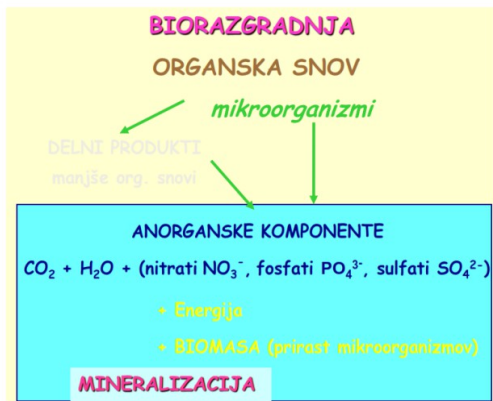 BIORAZGRADNJA
ORGANSKA SNOV
mikroorganizmi
DELNI PRODUKTI
manjše org. snovi
ANORGANSKE KOMPONENTE
CO₂ + H₂O + (nitrati NO₃⁻, fosfati PO₄³⁻, sulfati SO₄²⁻)
+ Energija
+ BIOMASA (prirast mikroorganizmov)
MINERALIZACIJA